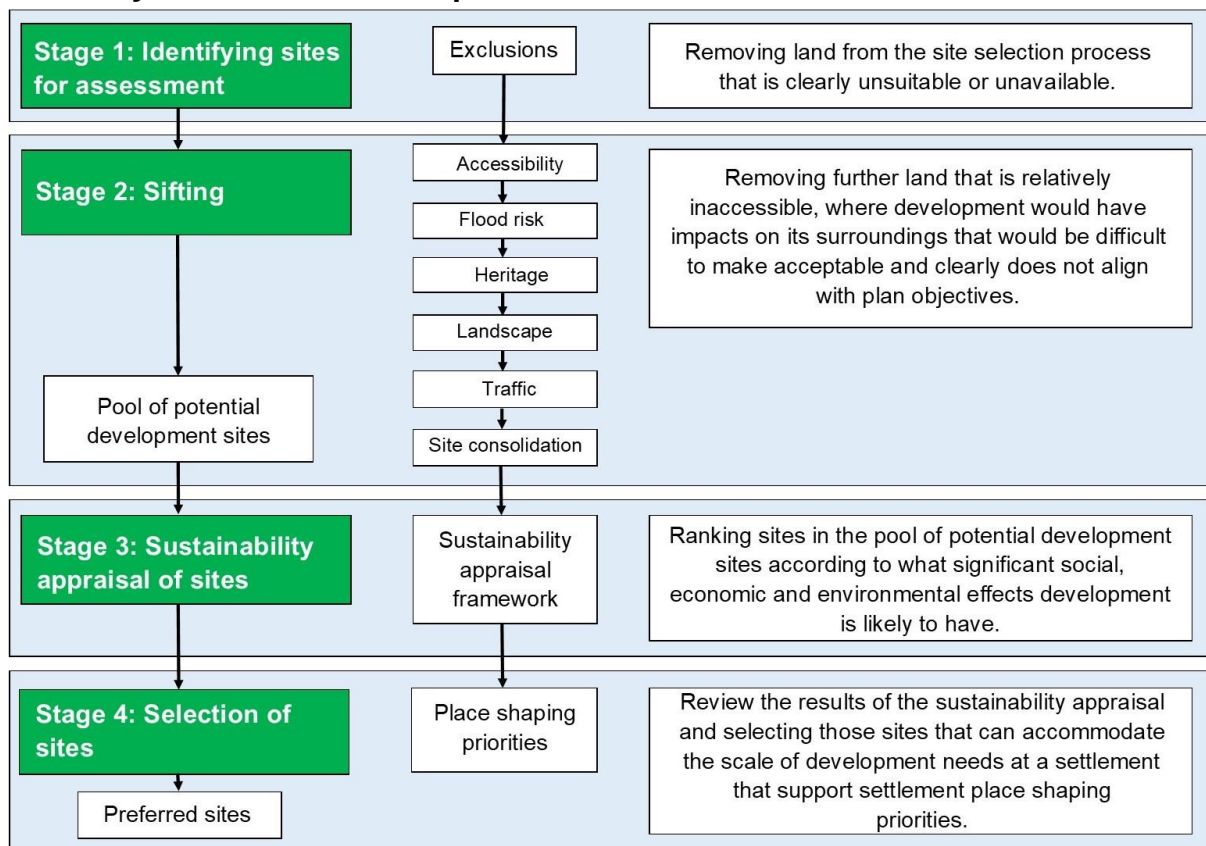 Stage 1: Identifying sites
for assessment
Exclusions
Removing land from the site selection process
that is clearly unsuitable or unavailable.
Stage 2: Sifting
Accessibility
Flood risk
Heritage
Landscape
Traffic
Site consolidation
Removing further land that is relatively
inaccessible, where development would have
impacts on its surroundings that would be difficult
to make acceptable and clearly does not align
with plan objectives.
Pool of potential
development sites
Stage 3: Sustainability
appraisal of sites
Sustainability
appraisal
framework
Ranking sites in the pool of potential development
sites according to what significant social,
economic and environmental effects development
is likely to have.
Stage 4: Selection of
sites
Place shaping
priorities
Review the results of the sustainability appraisal
and selecting those sites that can accommodate
the scale of development needs at a settlement
that support settlement place shaping
priorities.
Preferred sites